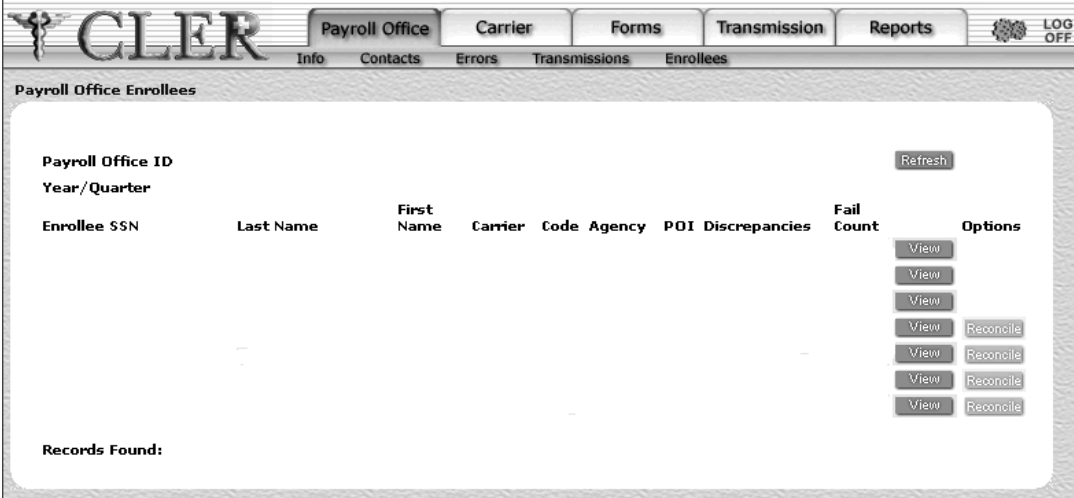 CLER Payroll Office Carrier Forms Transmission Reports LOG OFF
Info Contacts Errors Transmissions Enrollees
Payroll Office Enrollees
Payroll Office ID Refresh
Year/Quarter
Enrollee SSN Last Name First Name Carrier Code Agency POI Discrepancies Fail Count Options
View
View
View
View Reconcile
View Reconcile
View Reconcile
View Reconcile
Records Found: